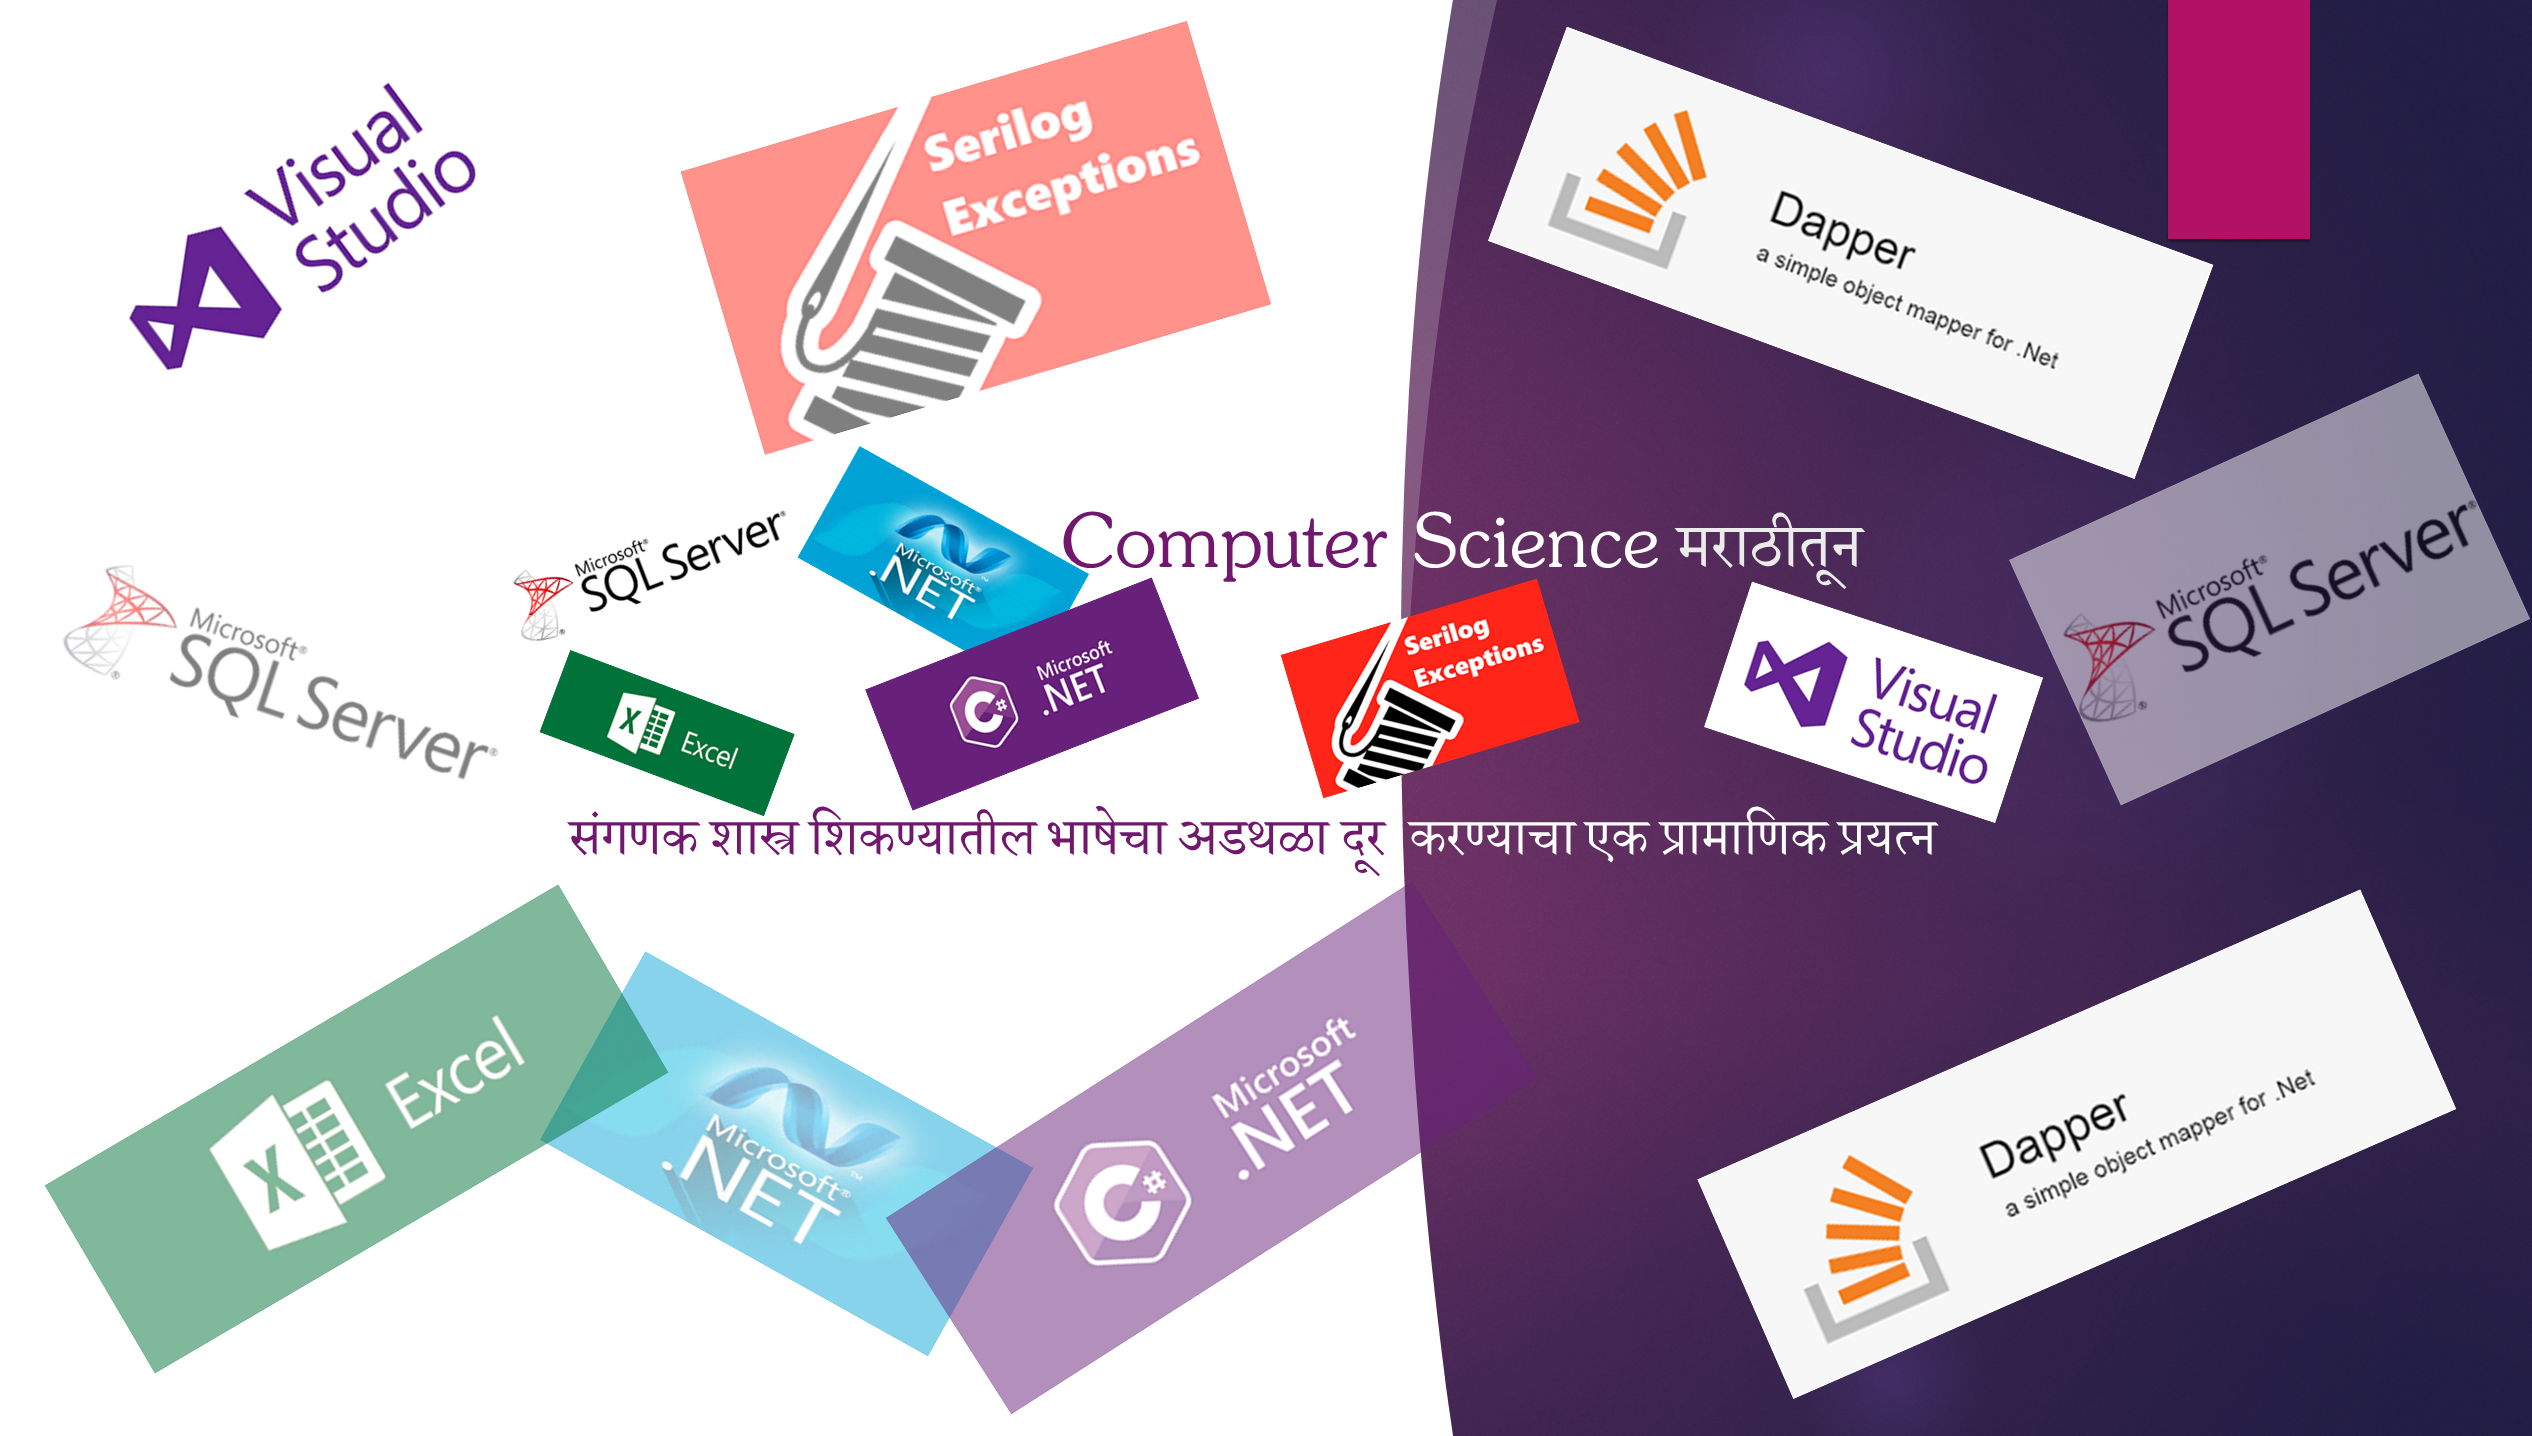 Visual
Studio
Serilog
Exceptions
Dapper
a simple object mapper for .Net
Microsoft®
SQL Server®
Microsoft®
.NET™
Computer Science मराठीतून
Microsoft®
SQL Server®
Microsoft®
SQL Server®
X Excel
C# Microsoft
.NET
Serilog
Exceptions
Visual
Studio
संगणक शास्त्र शिकण्यातील भाषेचा अडथळा दूर करण्याचा एक प्रामाणिक प्रयत्न
X Excel
Microsoft®
.NET™
C# Microsoft
.NET
Dapper
a simple object mapper for .Net